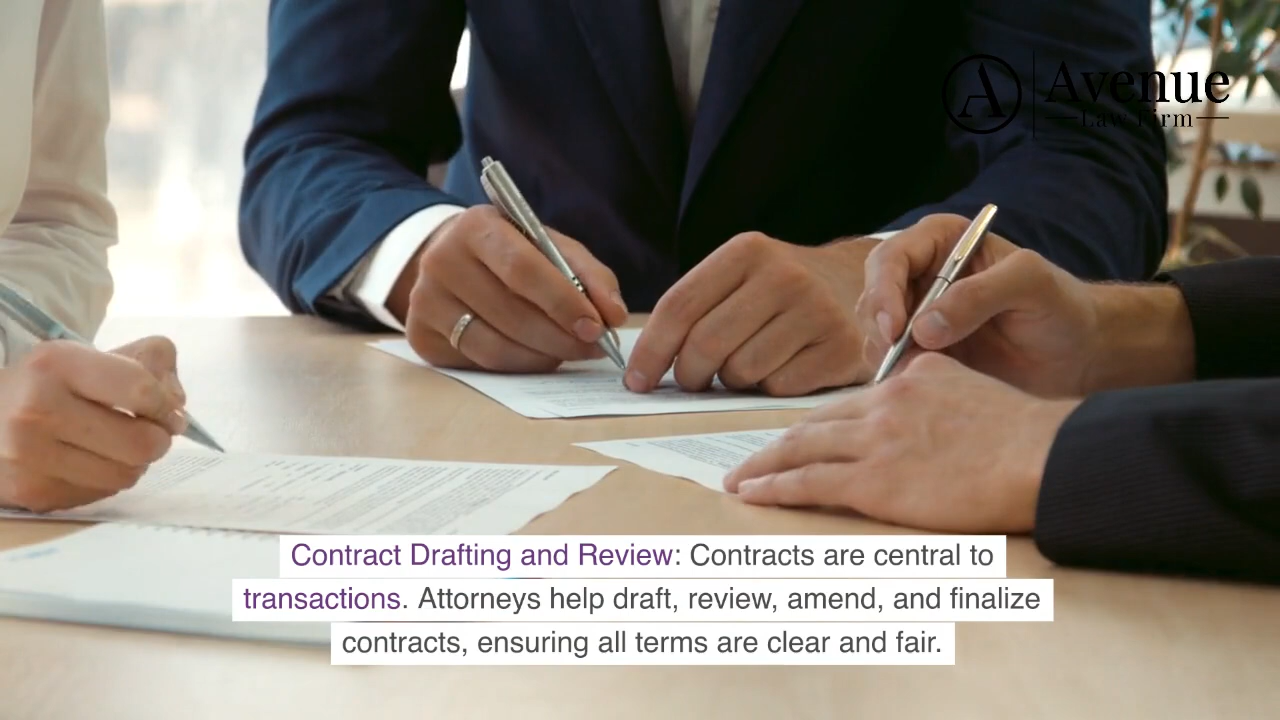 A
Avenue
Law Firm
Contract Drafting and Review: Contracts are central to
transactions. Attorneys help draft, review, amend, and finalize
contracts, ensuring all terms are clear and fair.